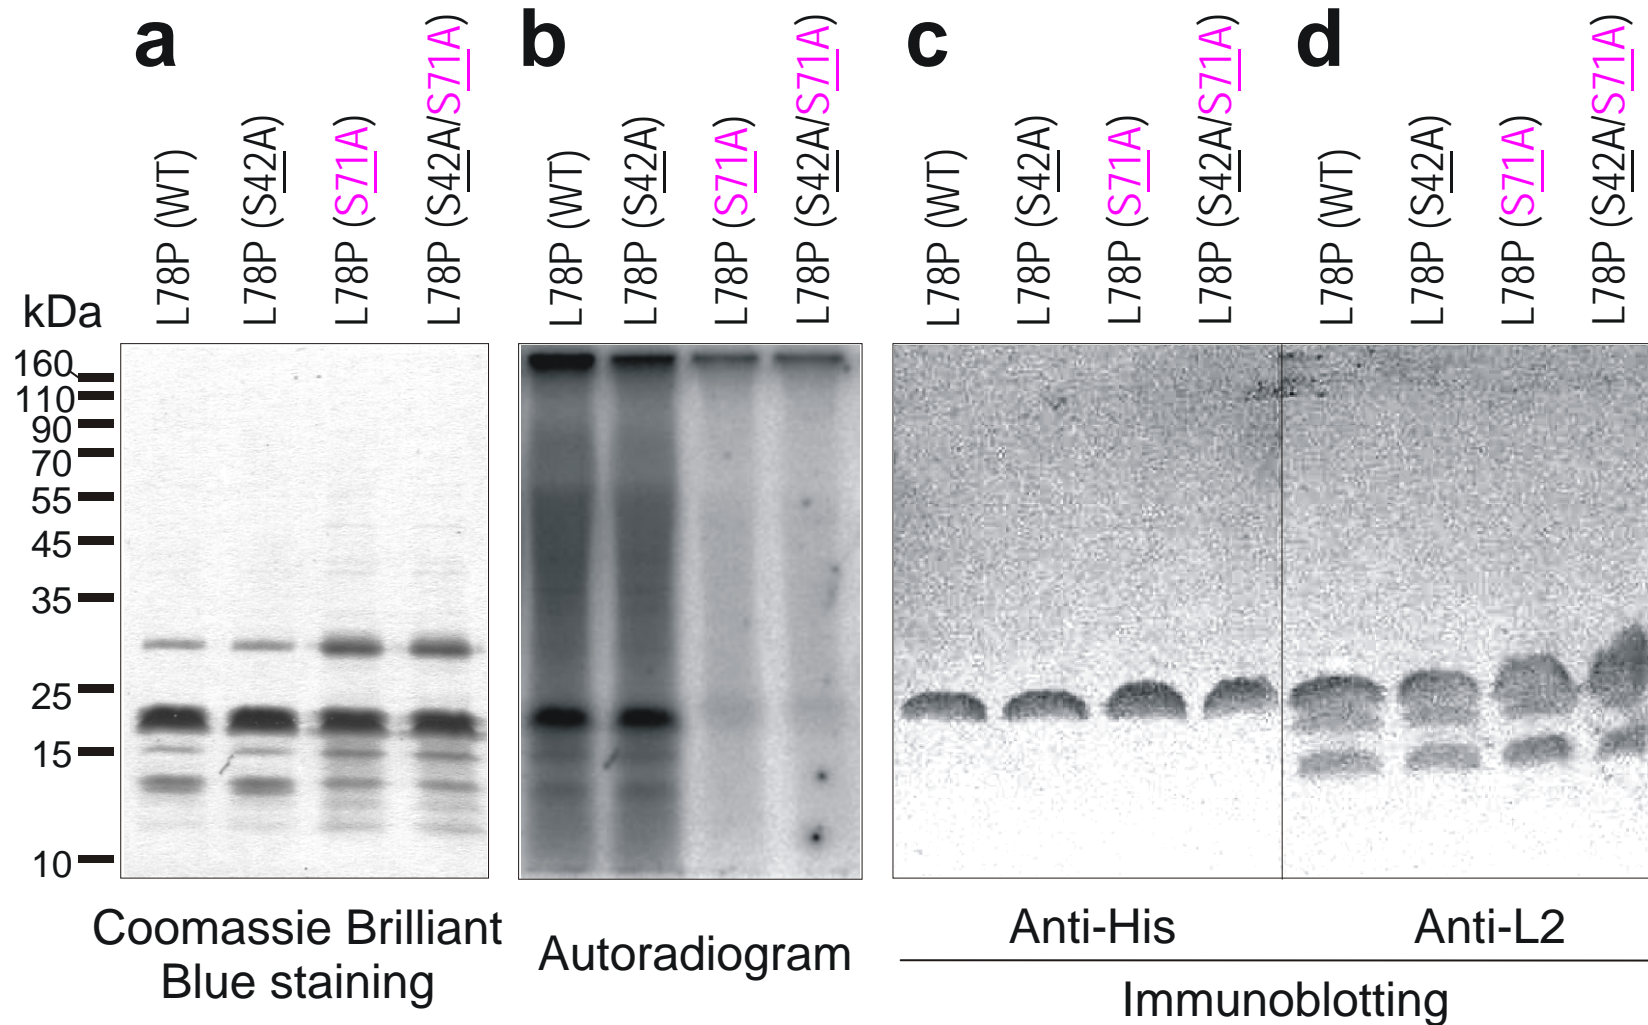 a
b
c
d
L78P (WT)
L78P (S42A)
L78P (S71A)
L78P (S42A/S71A)
L78P (WT)
L78P (S42A)
L78P (S71A)
L78P (S42A/S71A)
L78P (WT)
L78P (S42A)
L78P (S71A)
L78P (S42A/S71A)
L78P (WT)
L78P (S42A)
L78P (S71A)
L78P (S42A/S71A)
kDa
160
110
90
70
55
45
35
25
15
10
Coomassie Brilliant
Blue staining
Autoradiogram
Anti-His
Anti-L2
Immunoblotting